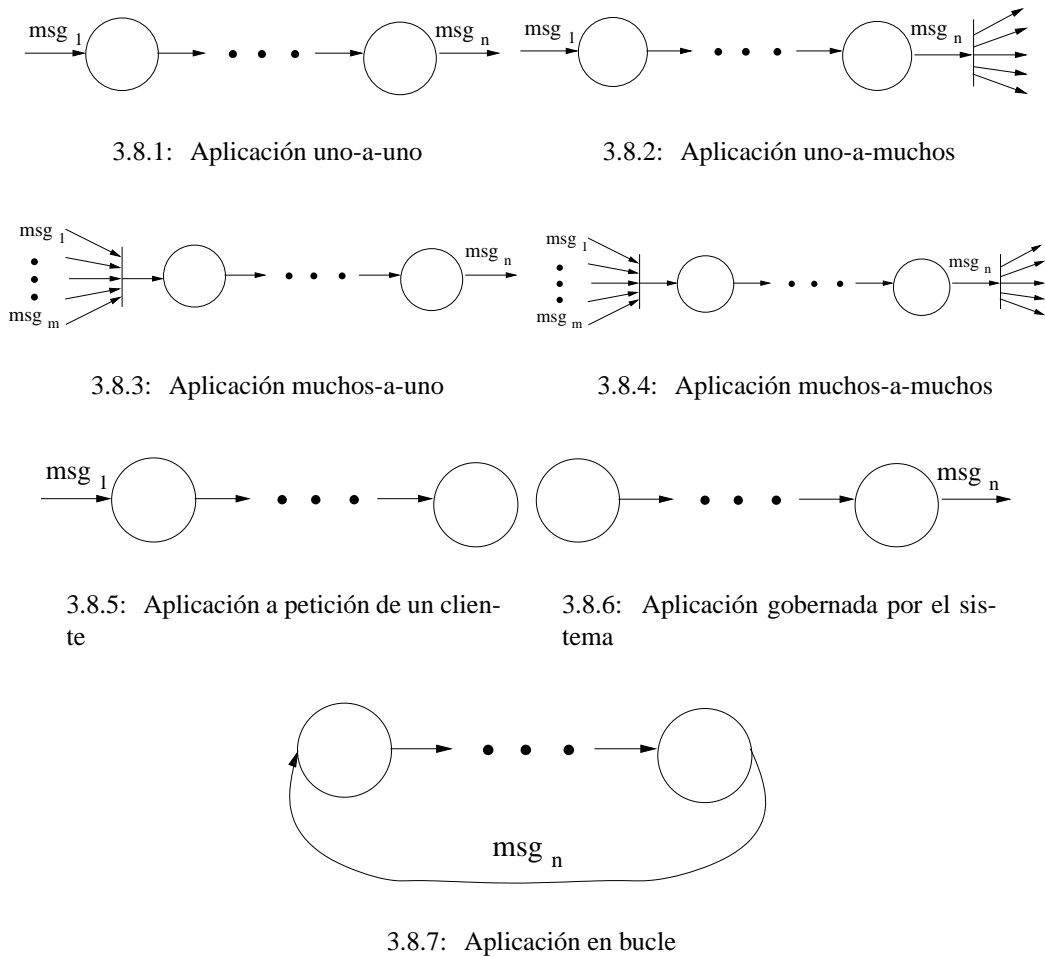 msg 1
msg n
msg 1
msg n
3.8.1: Aplicación uno-a-uno
3.8.2: Aplicación uno-a-muchos
msg 1
msg m
msg n
msg 1
msg m
msg n
3.8.3: Aplicación muchos-a-uno
3.8.4: Aplicación muchos-a-muchos
msg 1
msg n
3.8.5: Aplicación a petición de un clien-
te
3.8.6: Aplicación gobernada por el sis-
tema
msg n
3.8.7: Aplicación en bucle